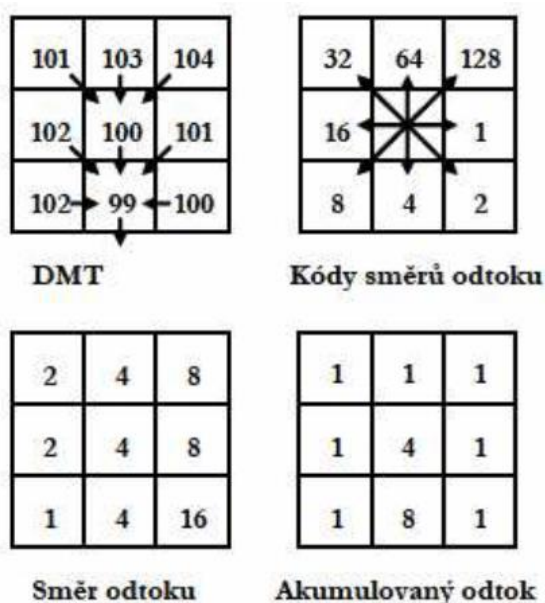 101 103 104
102 100 101
102 99 100
DMT
32 64 128
16 1
8 4 2
Kódy směrů odtoku
2 4 8
2 4 8
1 4 16
Směr odtoku
1 1 1
1 4 1
1 8 1
Akumulovaný odtok